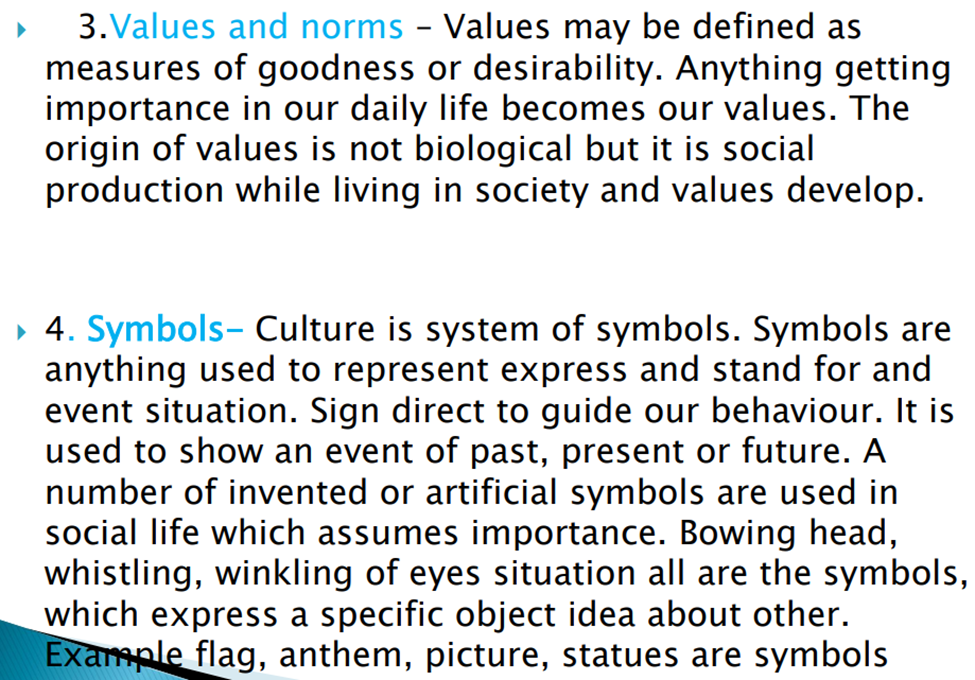 3.Values and norms – Values may be defined as
measures of goodness or desirability. Anything getting
importance in our daily life becomes our values. The
origin of values is not biological but it is social
production while living in society and values develop.
4. Symbols– Culture is system of symbols. Symbols are
anything used to represent express and stand for and
event situation. Sign direct to guide our behaviour. It is
used to show an event of past, present or future. A
number of invented or artificial symbols are used in
social life which assumes importance. Bowing head,
whistling, winkling of eyes situation all are the symbols,
which express a specific object idea about other.
Example flag, anthem, picture, statues are symbols